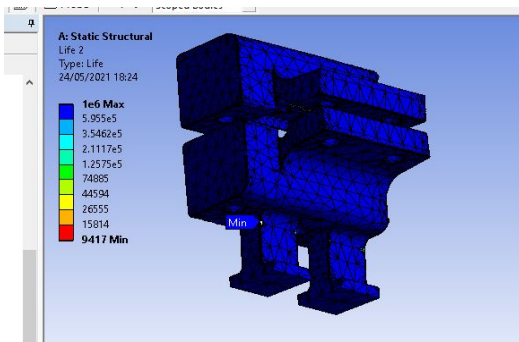 A: Static Structural
Life 2
Type: Life
24/05/2021 18:24
1e6 Max
5.955e5
3.5462e5
2.1117e5
1.2575e5
74885
44594
26555
15814
9417 Min
Min